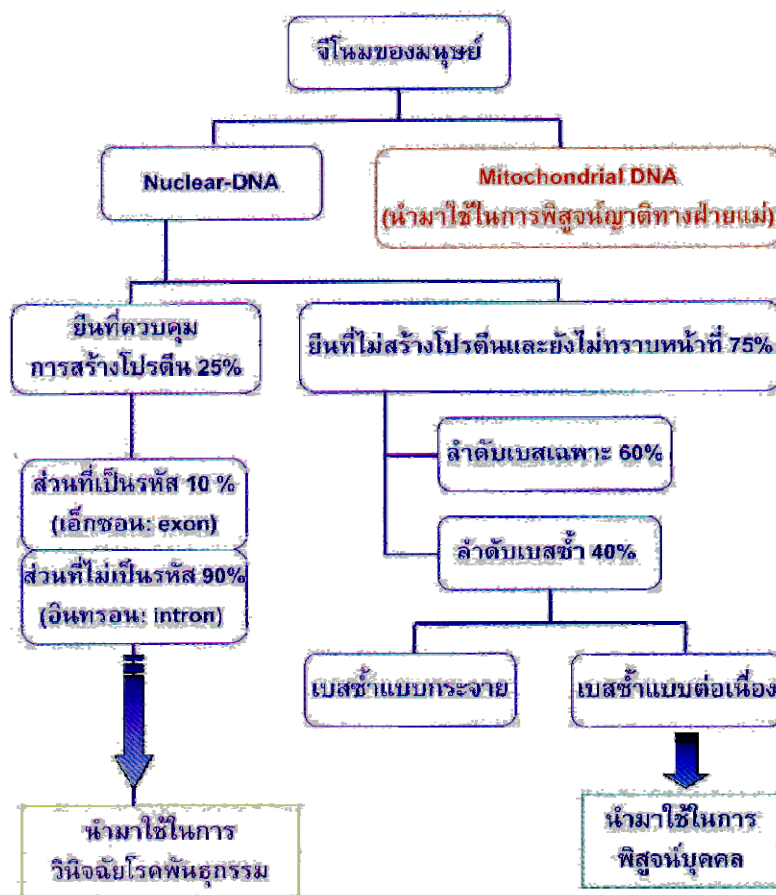 จีโนมของมนุษย์
Nuclear-DNA
Mitochondrial DNA
(นำมาใช้ในการพิสูจน์ญาติทางฝ่ายแม่)
ยีนที่ควบคุม
การสร้างโปรตีน 25%
ยีนที่ไม่สร้างโปรตีนและยังไม่ทราบหน้าที่ 75%
ลำดับเบสเฉพาะ 60%
ส่วนที่เป็นรหัส 10 %
(เอ็กซอน: exon)
ลำดับเบสซ้ำ 40%
ส่วนที่ไม่เป็นรหัส 90%
(อินทรอน: intron)
เบสซ้ำแบบกระจาย
เบสซ้ำแบบต่อเนื่อง
นำมาใช้ในการ
วินิจฉัยโรคพันธุกรรม
นำมาใช้ในการ
พิสูจน์บุคคล